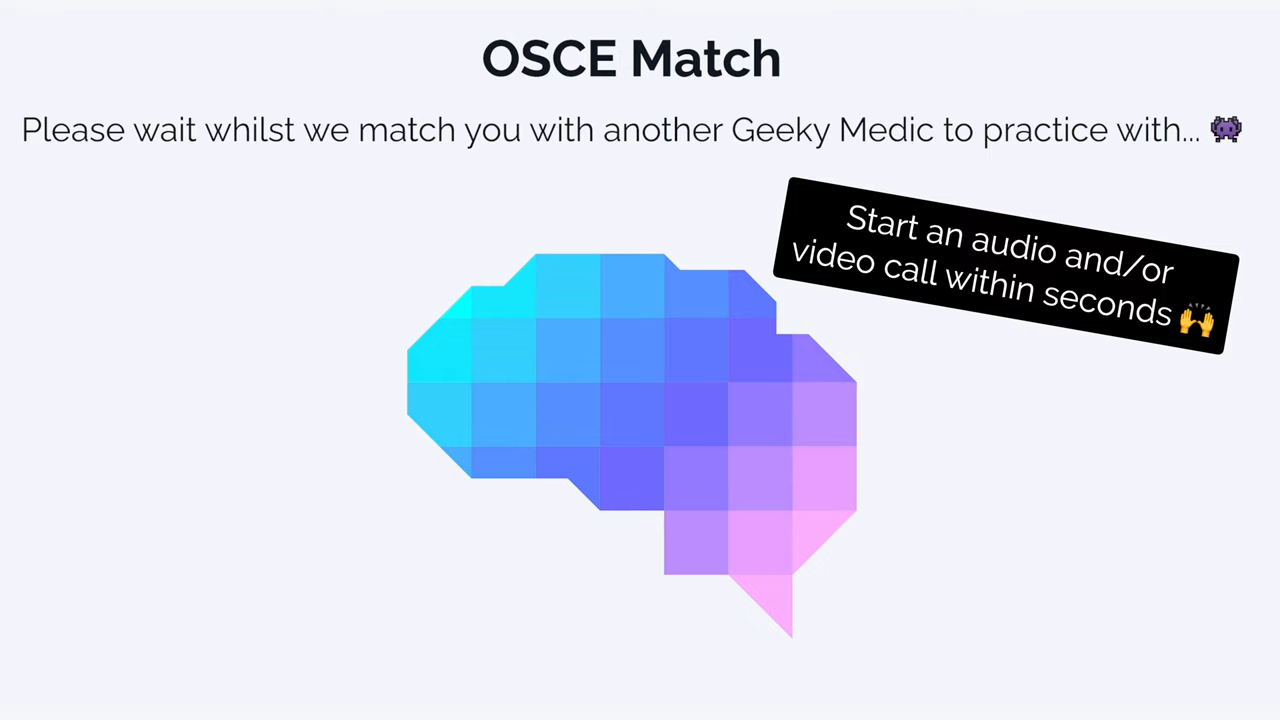 OSCE Match
Please wait whilst we match you with another Geeky Medic to practice with... 👾
Start an audio and/or
video call within seconds 🙌